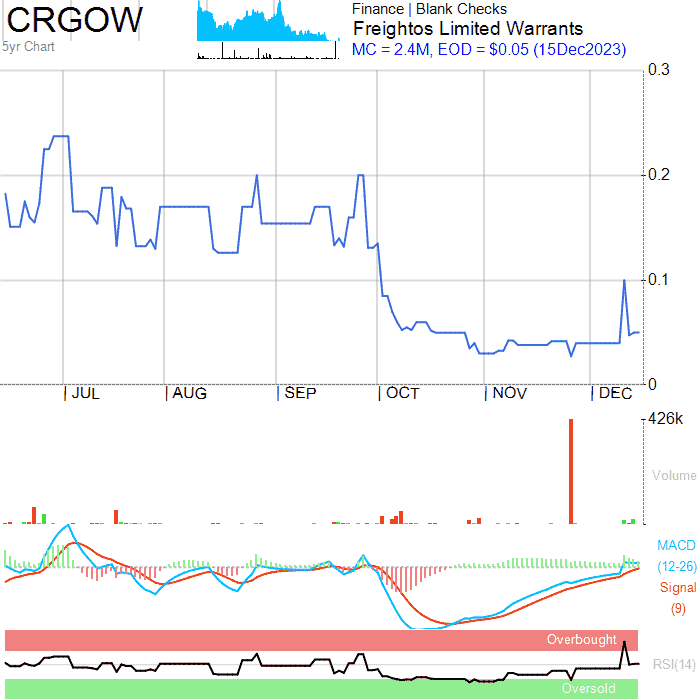 CRGOW
5yr Chart
Finance | Blank Checks
Freightos Limited Warrants
MC = 2.4M, EOD = $0.05 (15Dec2023)
0.3
0.2
0.1
0
| JUL | AUG | SEP | OCT | NOV | DEC
426k
Volume
MACD
(12-26)
Signal
(9)
Overbought
RSI(14)
Oversold